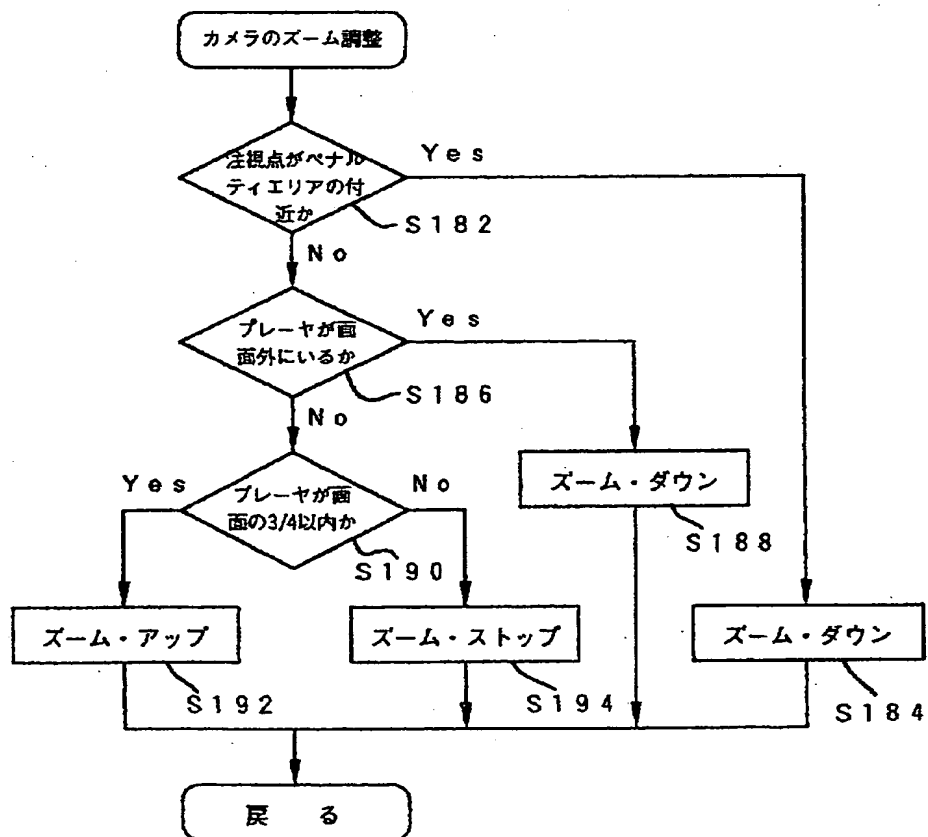 カメラのズーム調整
注視点がペナル
ティエリアの付
近か
Yes
S182
No
プレーヤが画
面外にいるか
Yes
S186
No
プレーヤが画
面の3/4以内か
Yes
No
S190
ズーム・ダウン
S188
ズーム・アップ
S192
ズーム・ストップ
S194
ズーム・ダウン
S184
戻 る